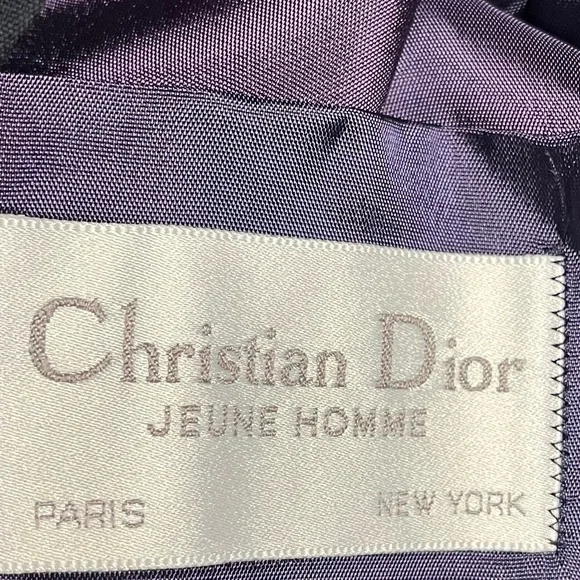 Christian Dior
JEUNE HOMME
PARIS NEW YORK